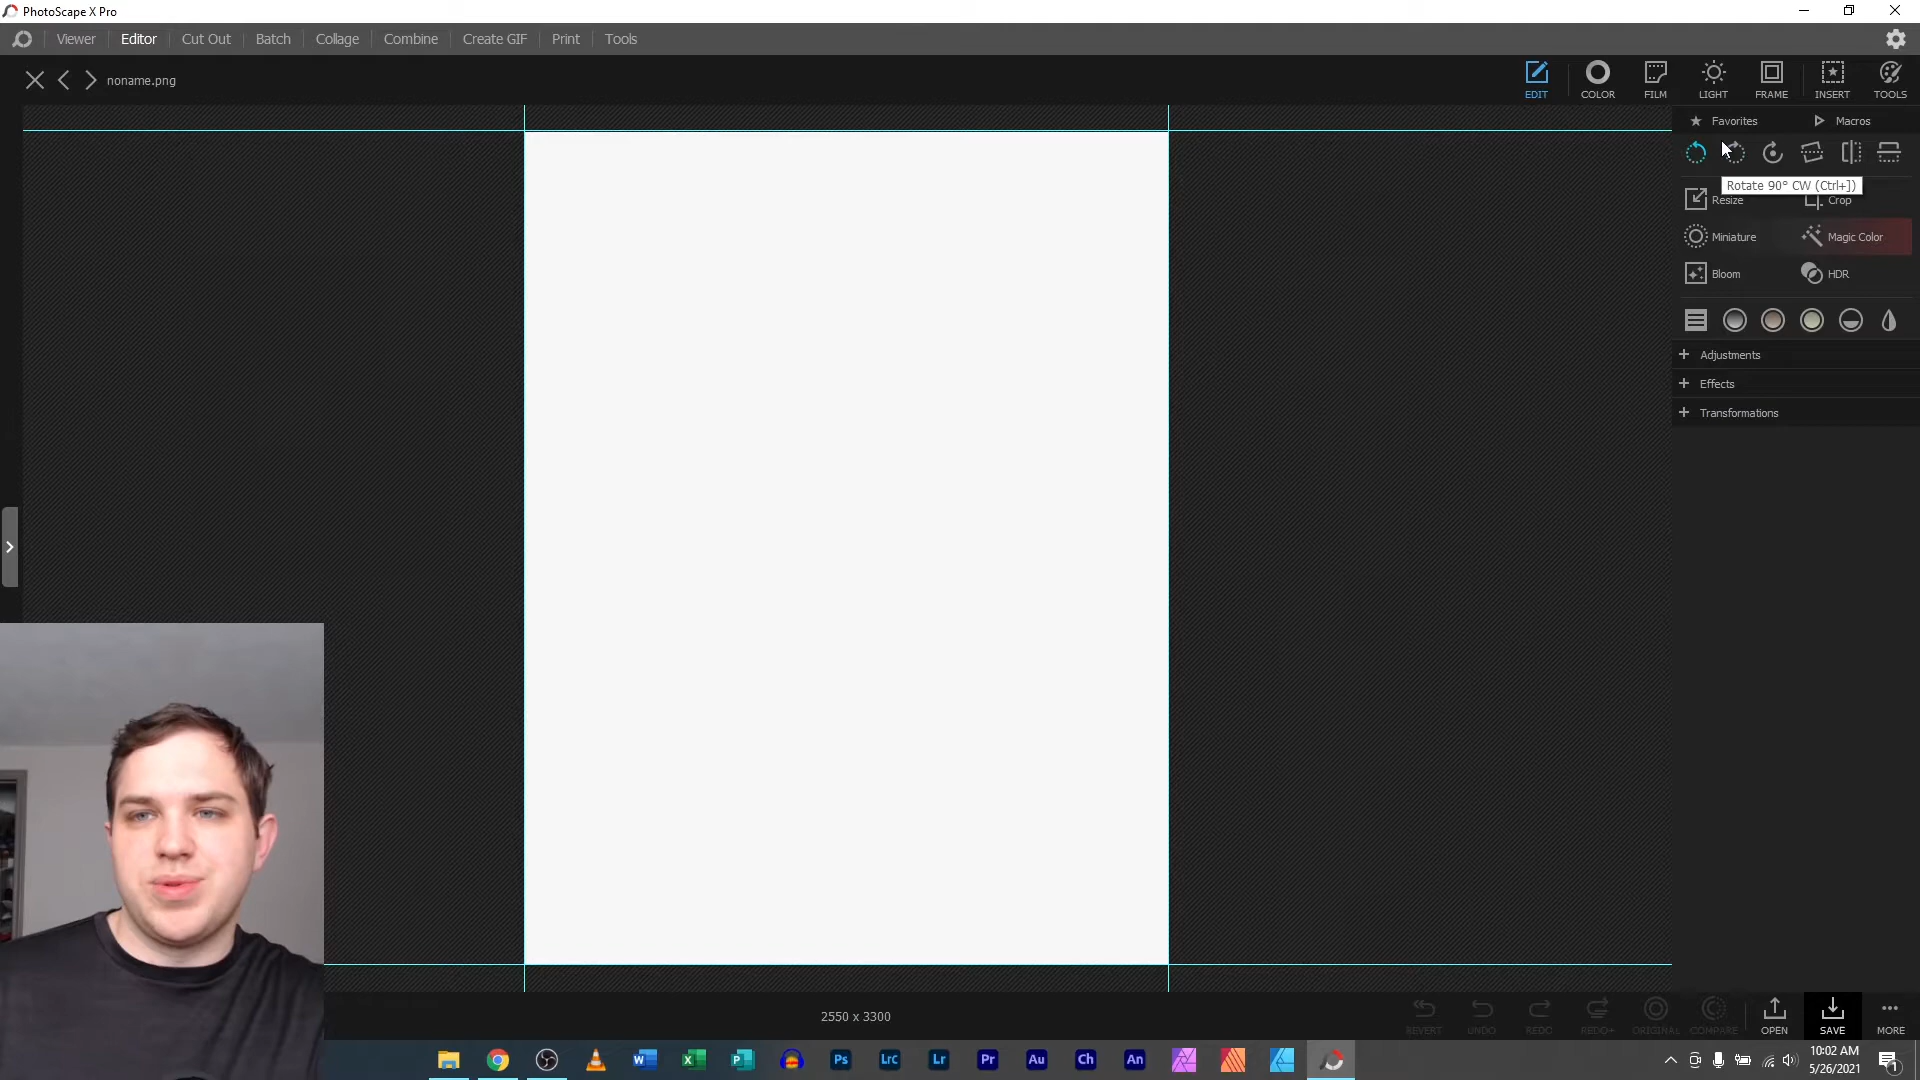 PhotoScape X Pro
Viewer Editor Cut Out Batch Collage Combine Create GIF Print Tools
noname.png
EDIT COLOR FILM LIGHT FRAME INSERT TOOLS
Favorites Macros
Rotate 90° CW (Ctrl+])
Resize Crop
Miniature Magic Color
Bloom HDR
Adjustments
Effects
Transformations
2550 x 3300
REVERT UNDO REDO REDO+ ORIGINAL COMPARE OPEN SAVE MORE
Ps LrC Lr Pr Au Ch An
10:02 AM
5/26/2021
1